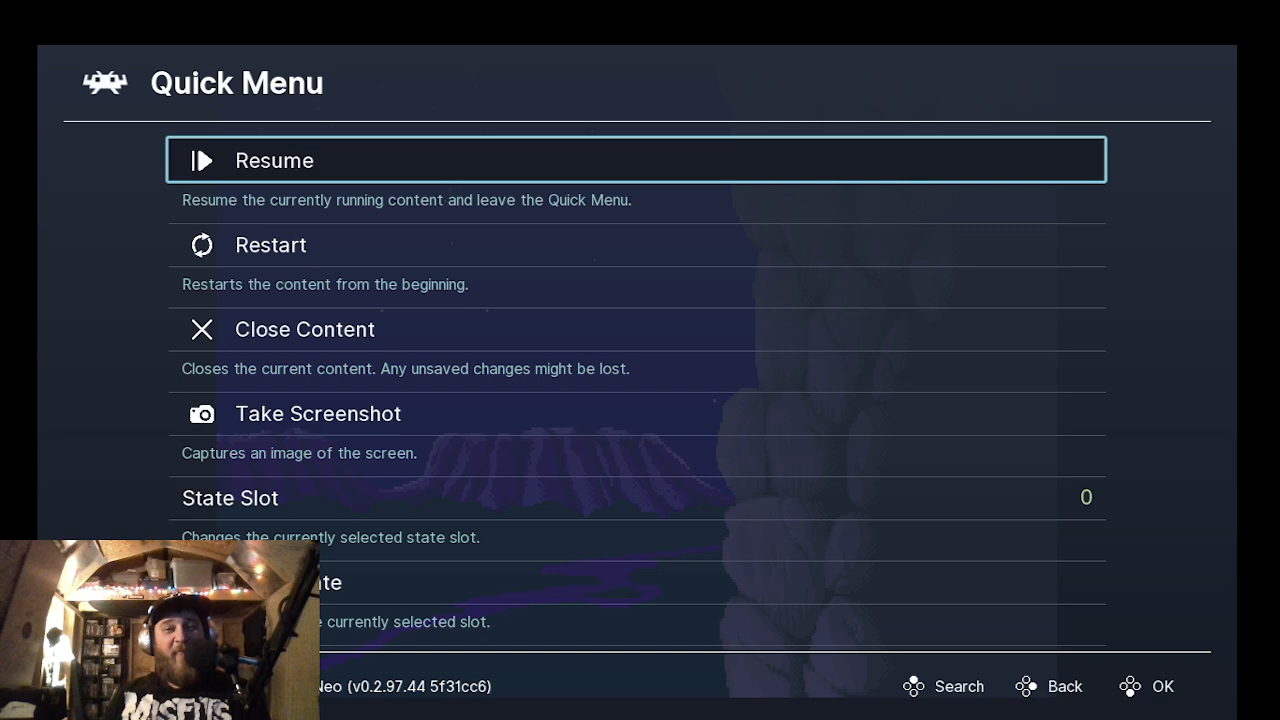 Quick Menu
Resume
Resume the currently running content and leave the Quick Menu.
Restart
Restarts the content from the beginning.
Close Content
Closes the current content. Any unsaved changes might be lost.
Take Screenshot
Captures an image of the screen.
State Slot 0
Changes the currently selected state slot.
te
currently selected slot.
Neo (v0.2.97.44 5f31cc6) Search Back OK
MISFITS